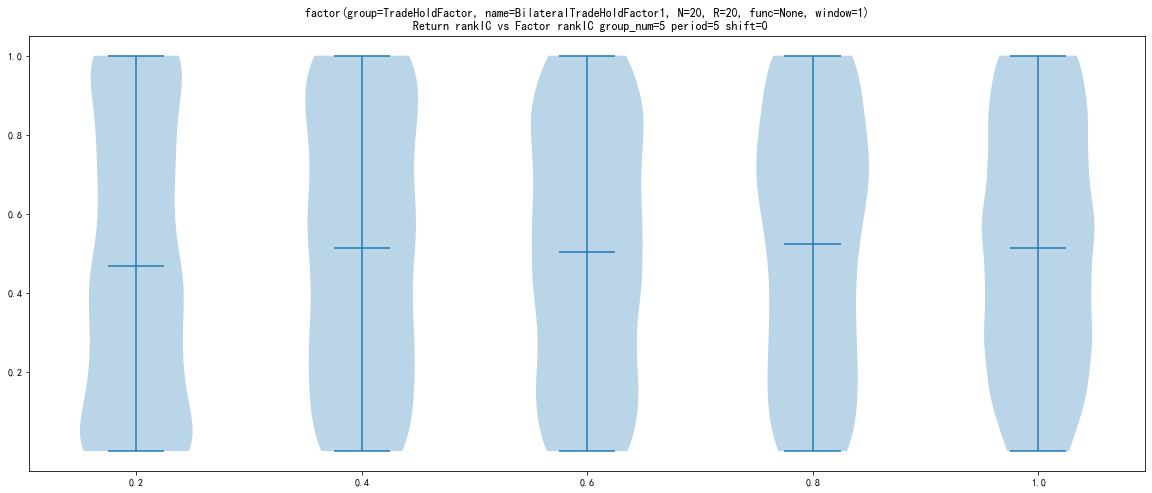 factor(group=TradeHoldFactor, name=BilateralTradeHoldFactor1, N=20, R=20, func=None, window=1)
Return rankIC vs Factor rankIC group_num=5 period=5 shift=0
1.0
0.8
0.6
0.4
0.2
0.2 0.4 0.6 0.8 1.0